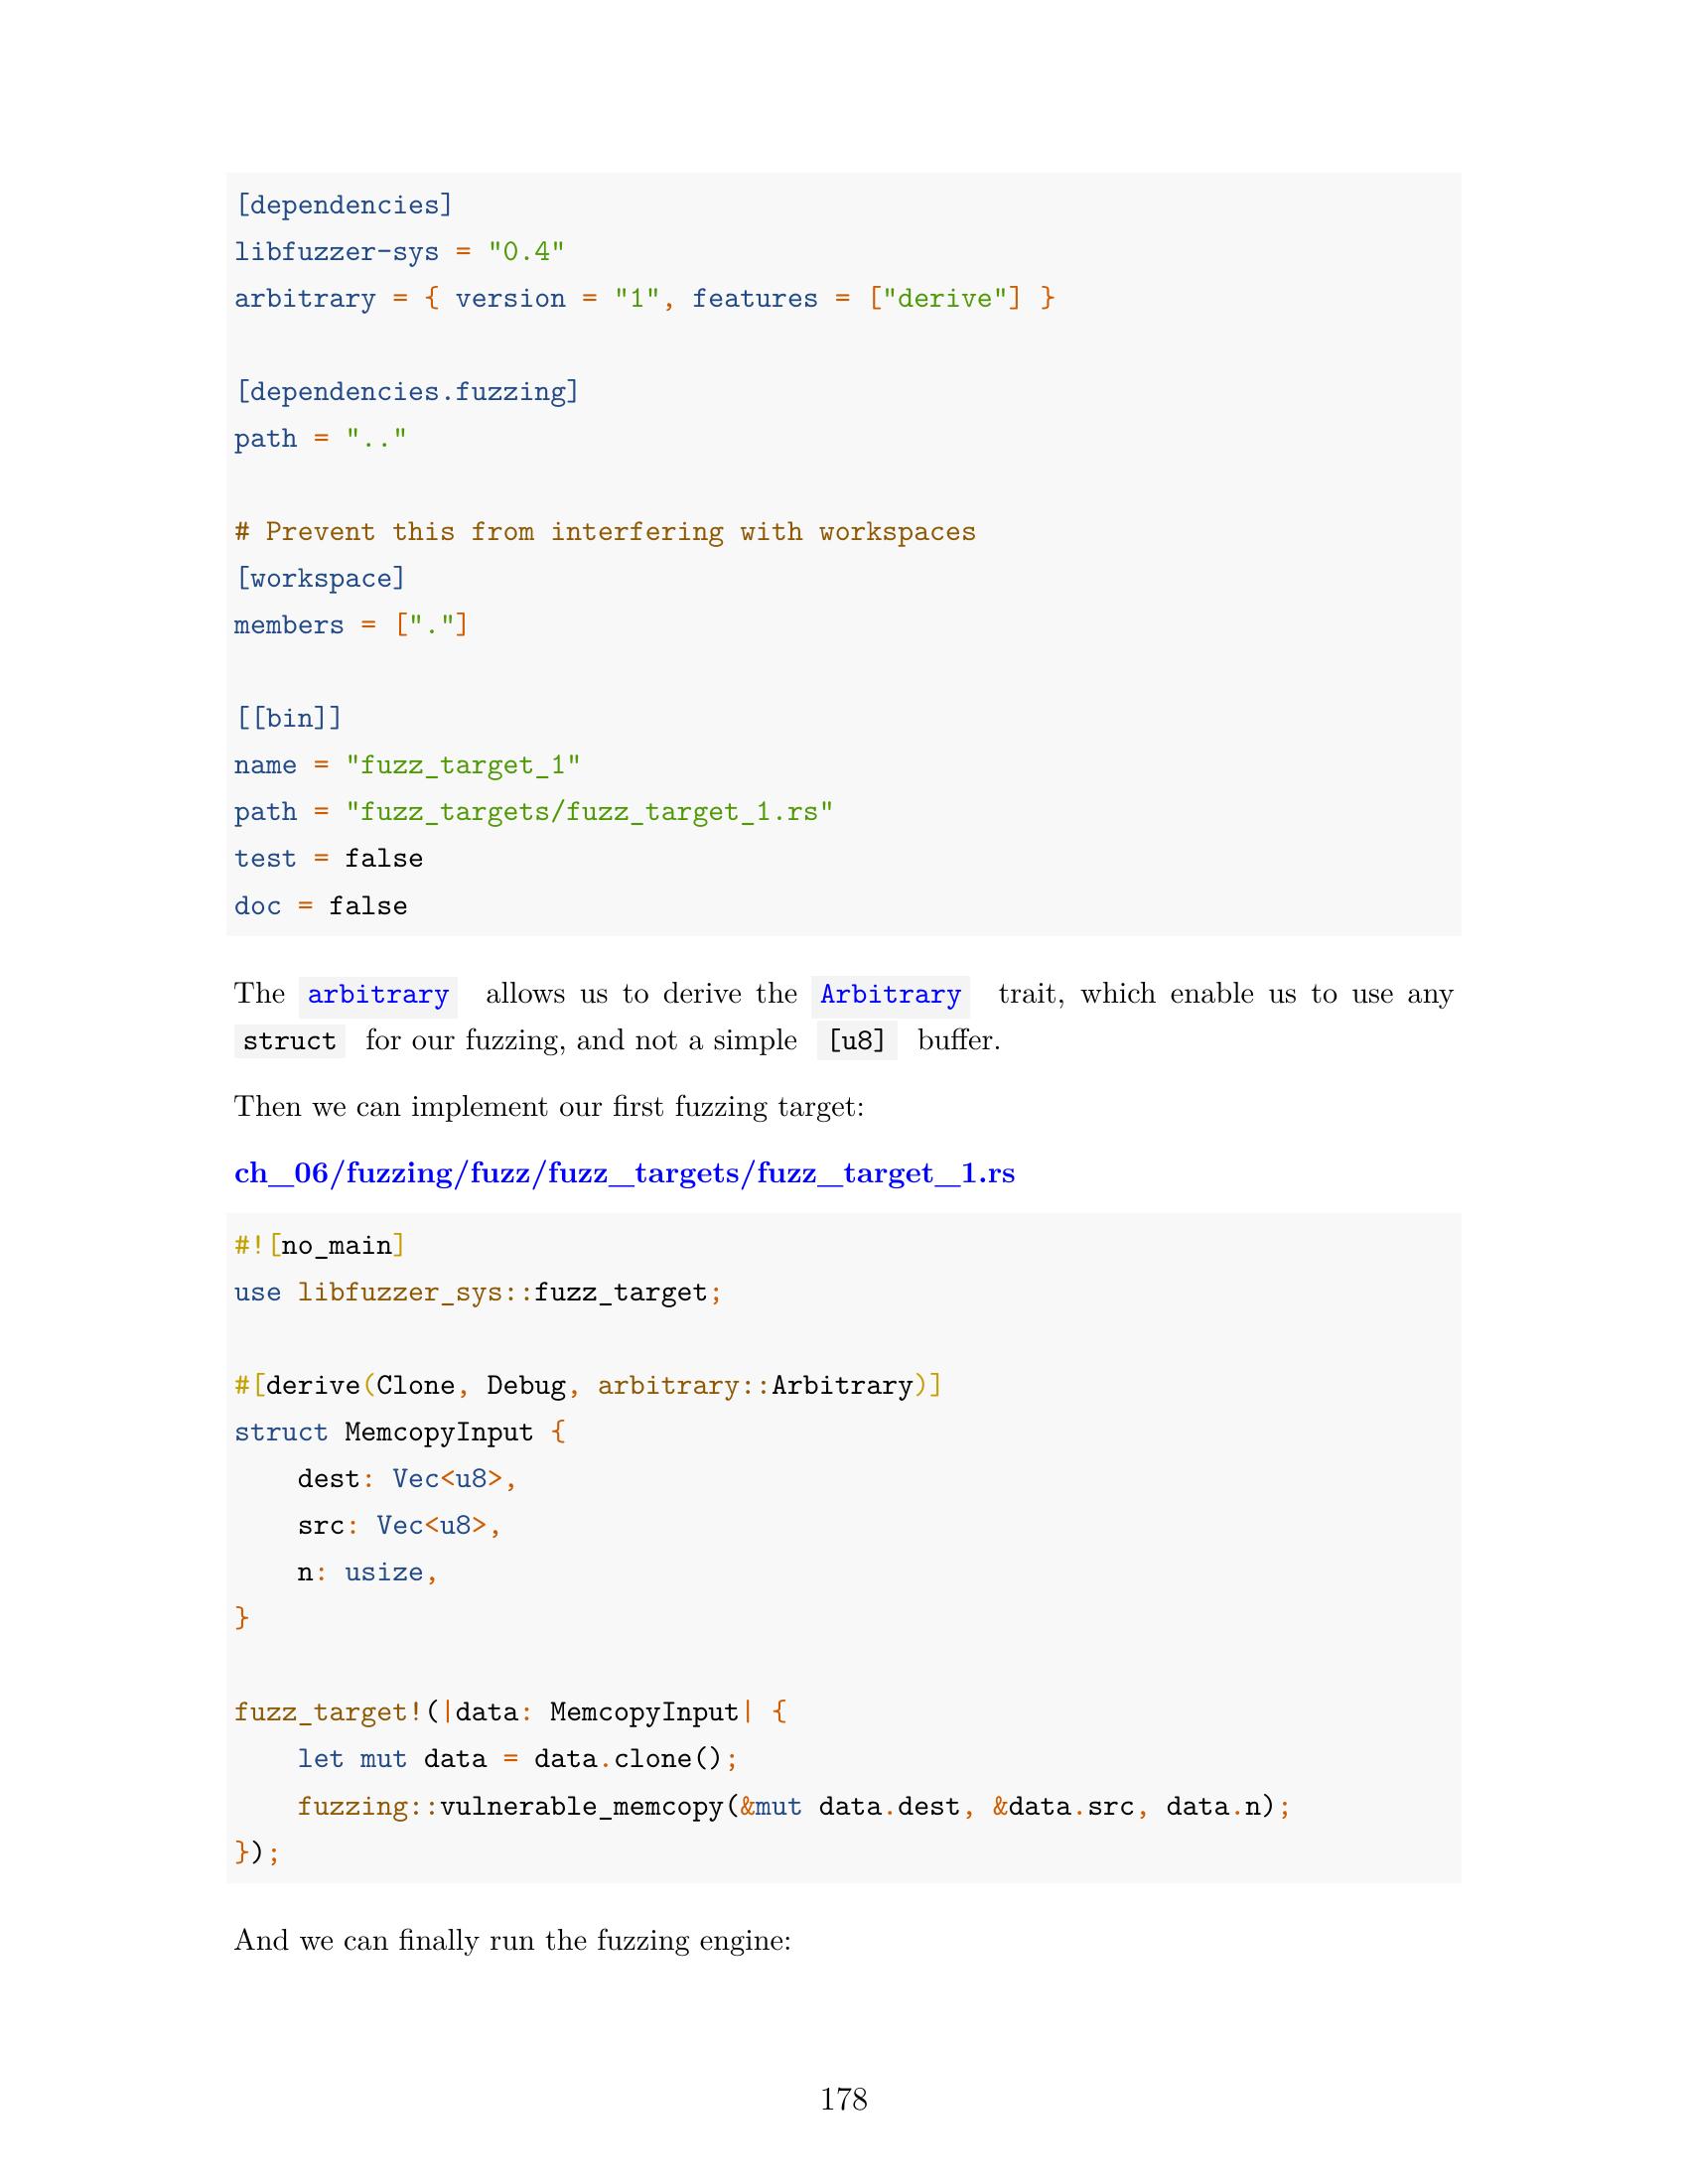 [dependencies]
libfuzzer-sys = "0.4"
arbitrary = { version = "1", features = ["derive"] }
[dependencies.fuzzing]
path = ".."
# Prevent this from interfering with workspaces
[workspace]
members = ["."]
[[bin]]
name = "fuzz_target_1"
path = "fuzz_targets/fuzz_target_1.rs"
test = false
doc = false
The arbitrary allows us to derive the Arbitrary trait, which enable us to use any
struct for our fuzzing, and not a simple [u8] buffer.
Then we can implement our first fuzzing target:
ch_06/fuzzing/fuzz/fuzz_targets/fuzz_target_1.rs
#![no_main]
use libfuzzer_sys::fuzz_target;
#[derive(Clone, Debug, arbitrary::Arbitrary)]
struct MemcopyInput {
    dest: Vec<u8>,
    src: Vec<u8>,
    n: usize,
}
fuzz_target!(|data: MemcopyInput| {
    let mut data = data.clone();
    fuzzing::vulnerable_memcopy(&mut data.dest, &data.src, data.n);
});
And we can finally run the fuzzing engine:
178